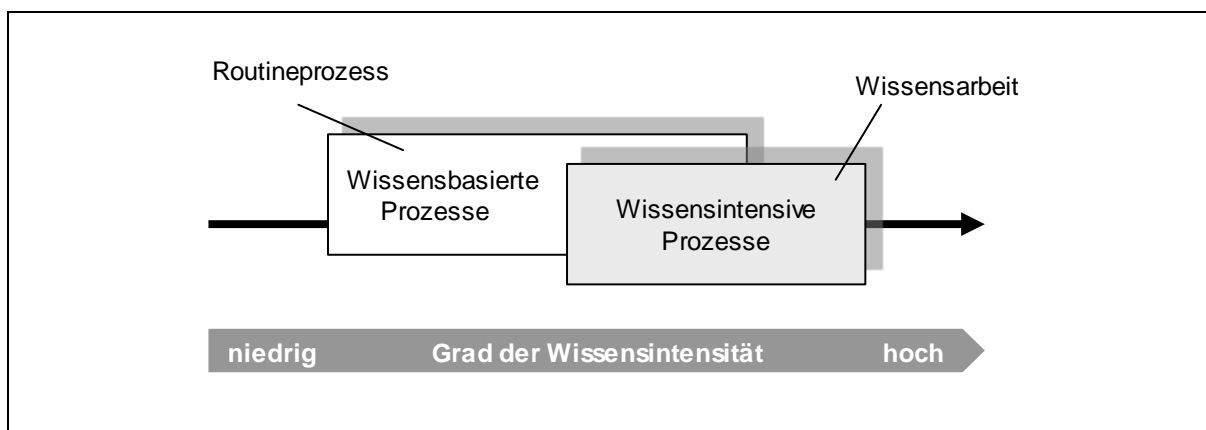 Routineprozess
Wissensarbeit
Wissensbasierte
Prozesse
Wissensintensive
Prozesse
niedrig Grad der Wissensintensität hoch